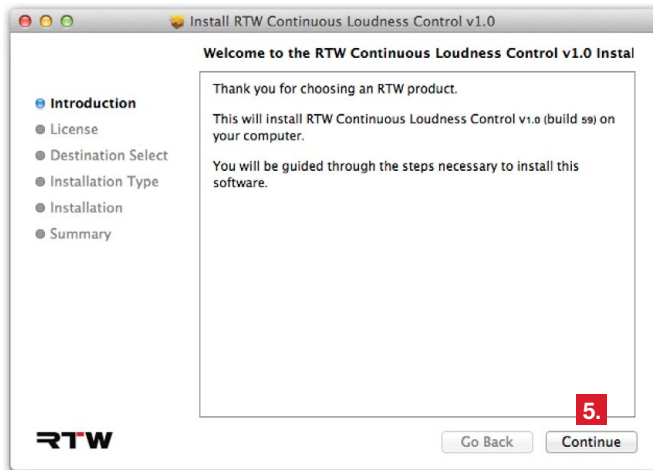 Install RTW Continuous Loudness Control v1.0
Welcome to the RTW Continuous Loudness Control v1.0 Instal
Introduction
License
Destination Select
Installation Type
Installation
Summary
Thank you for choosing an RTW product.
This will install RTW Continuous Loudness Control v1.0 (build 59) on
your computer.
You will be guided through the steps necessary to install this
software.
5.
RTW
Go Back
Continue